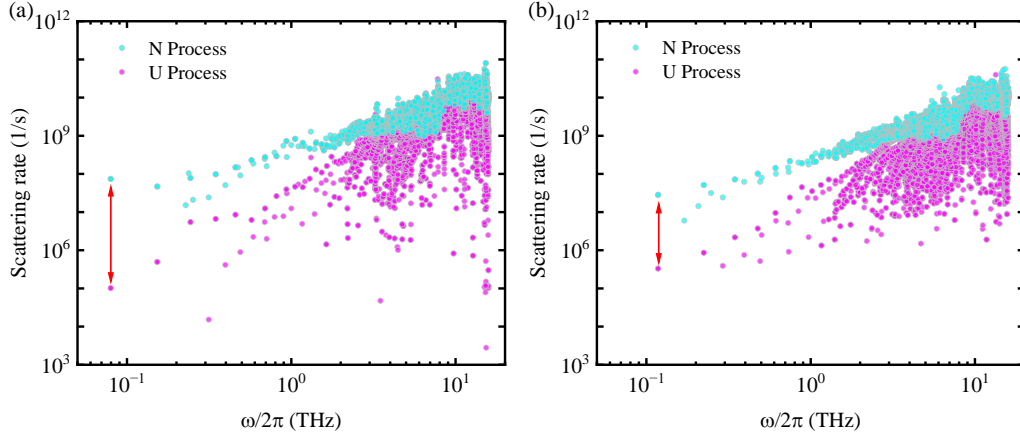 (a)
10^12
N Process
U Process
10^9
10^6
10^3
Scattering rate (1/s)
10^−1
10^0
10^1
ω/2π (THz)
(b)
10^12
N Process
U Process
10^9
10^6
10^3
Scattering rate (1/s)
10^−1
10^0
10^1
ω/2π (THz)